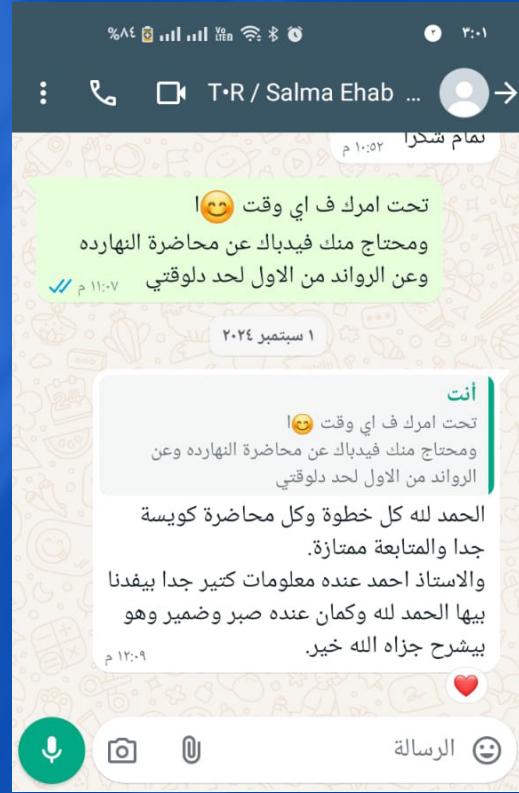 ٣:٠١
%٨٤
T•R / Salma Ehab ...
تمام شكرا
١٠:٥٢ م
تحت امرك ف اي وقت 😊ا
ومحتاج منك فيدباك عن محاضرة النهارده
وعن الرواند من الاول لحد دلوقتي
١١:٠٧ م
١ سبتمبر ٢٠٢٤
أنت
تحت امرك ف اي وقت 😊ا
ومحتاج منك فيدباك عن محاضرة النهارده وعن
الرواند من الاول لحد دلوقتي
الحمد لله كل خطوة وكل محاضرة كويسة
جدا والمتابعة ممتازة.
والاستاذ احمد عنده معلومات كتير جدا بيفدنا
بيها الحمد لله وكمان عنده صبر وضمير وهو
بيشرح جزاه الله خير.
١٢:٠٩ م
الرسالة